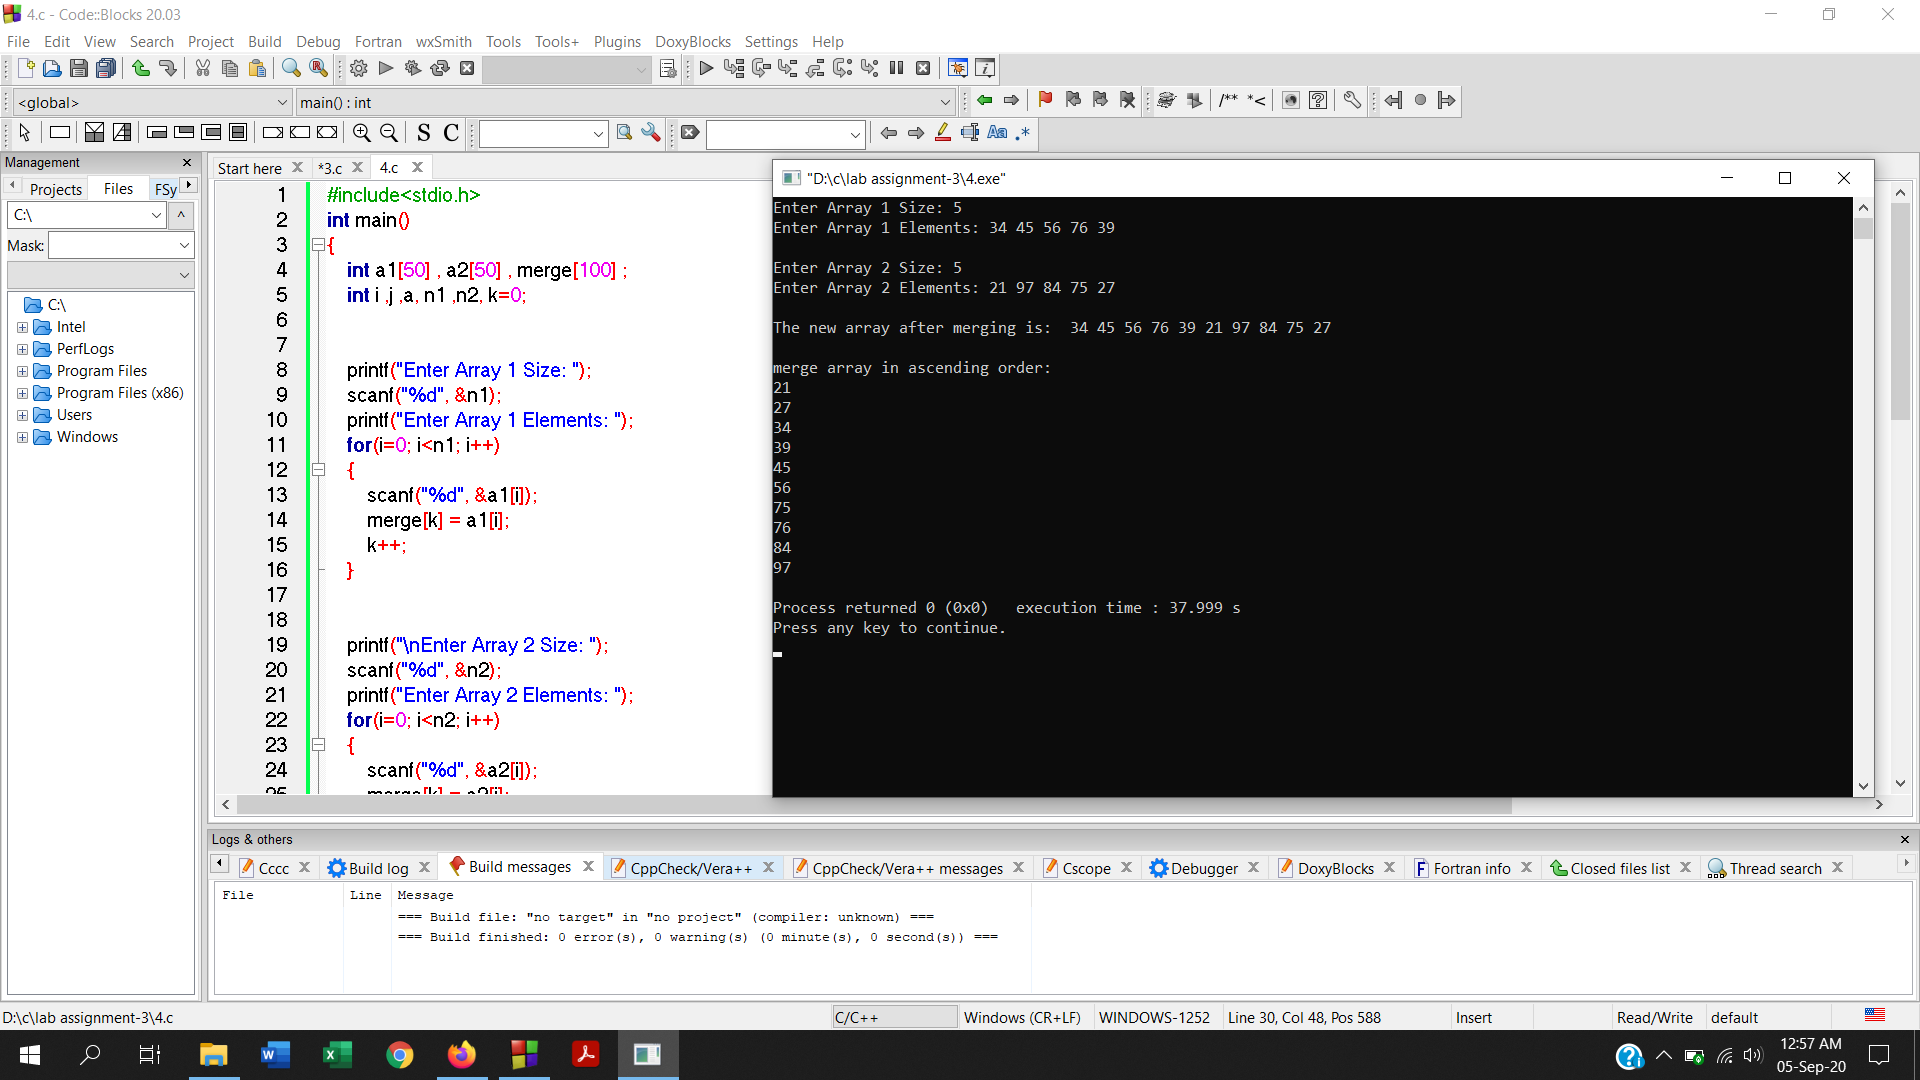 4.c - Code::Blocks 20.03
File Edit View Search Project Build Debug Fortran wxSmith Tools Tools+ Plugins DoxyBlocks Settings Help
<global> main() : int
/** *<
S C Aa .*
Management
Start here *3.c 4.c
Projects Files FSy
C:\ ^
Mask:
C:\
Intel
PerfLogs
Program Files
Program Files (x86)
Users
Windows
1 #include<stdio.h>
2 int main()
3 {
4 int a1[50] , a2[50] , merge[100] ;
5 int i ,j ,a, n1 ,n2, k=0;
6
7
8 printf("Enter Array 1 Size: ");
9 scanf("%d", &n1);
10 printf("Enter Array 1 Elements: ");
11 for(i=0; i<n1; i++)
12 {
13 scanf("%d", &a1[i]);
14 merge[k] = a1[i];
15 k++;
16 }
17
18
19 printf("\nEnter Array 2 Size: ");
20 scanf("%d", &n2);
21 printf("Enter Array 2 Elements: ");
22 for(i=0; i<n2; i++)
23 {
24 scanf("%d", &a2[i]);
25 merge[k] = a2[i];
"D:\c\lab assignment-3\4.exe"
Enter Array 1 Size: 5
Enter Array 1 Elements: 34 45 56 76 39
Enter Array 2 Size: 5
Enter Array 2 Elements: 21 97 84 75 27
The new array after merging is:  34 45 56 76 39 21 97 84 75 27
merge array in ascending order:
21
27
34
39
45
56
75
76
84
97
Process returned 0 (0x0)   execution time : 37.999 s
Press any key to continue.
Logs & others
Cccc Build log Build messages CppCheck/Vera++ CppCheck/Vera++ messages Cscope Debugger DoxyBlocks Fortran info Closed files list Thread search
File Line Message
=== Build file: "no target" in "no project" (compiler: unknown) ===
=== Build finished: 0 error(s), 0 warning(s) (0 minute(s), 0 second(s)) ===
D:\c\lab assignment-3\4.c C/C++ Windows (CR+LF) WINDOWS-1252 Line 30, Col 48, Pos 588 Insert Read/Write default
12:57 AM
05-Sep-20